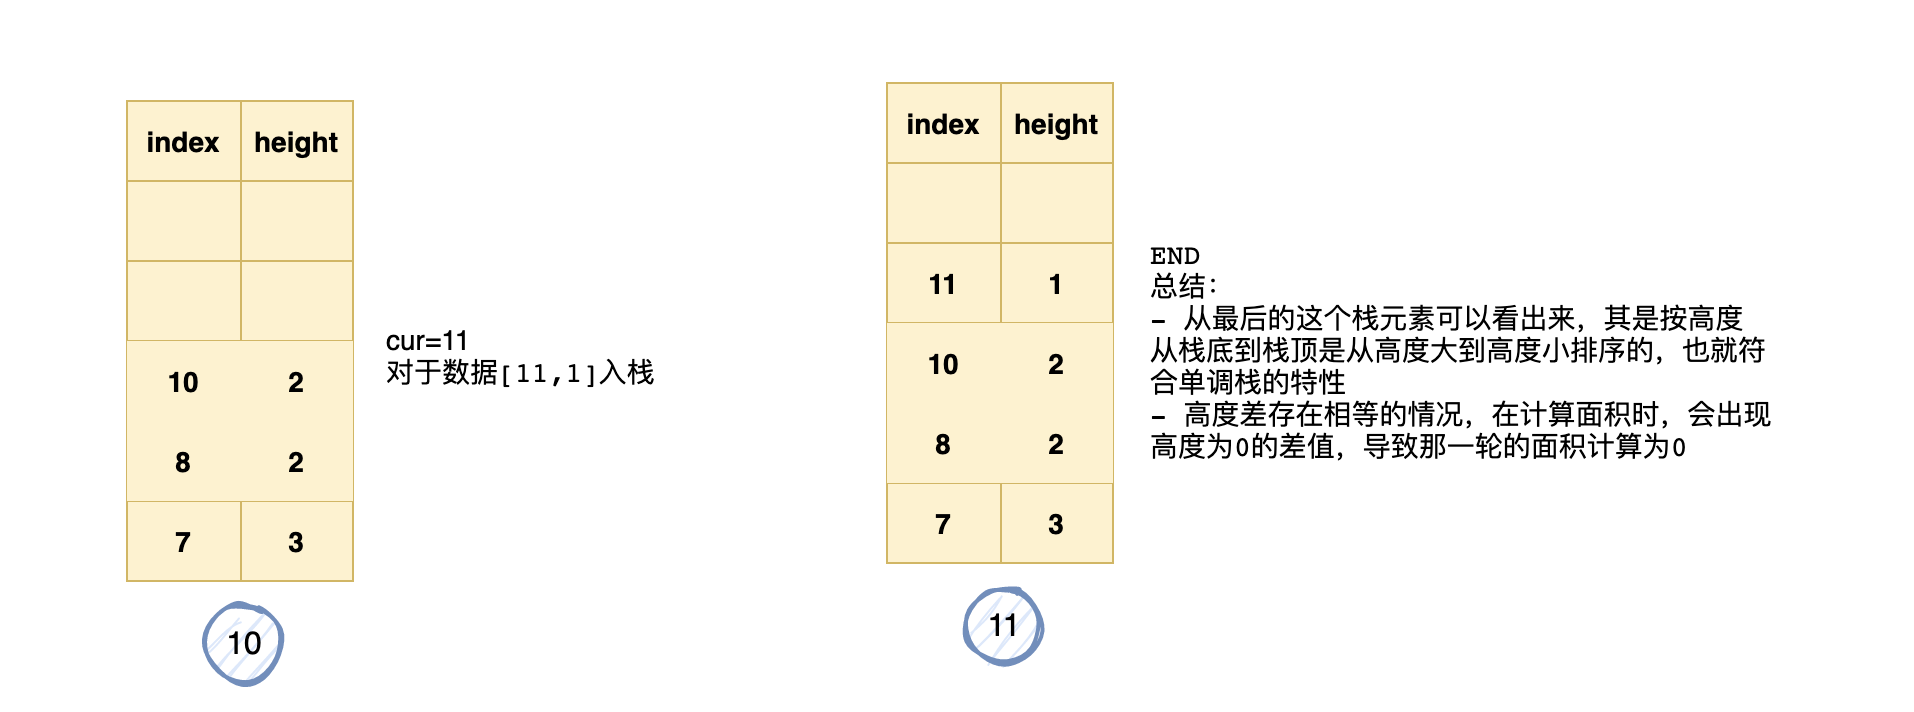 index height
10 2
8 2
7 3
10
cur=11
对于数据[11,1]入栈
index height
11 1
10 2
8 2
7 3
11
END
总结：
- 从最后的这个栈元素可以看出来，其是按高度
从栈底到栈顶是从高度大到高度小排序的，也就符
合单调栈的特性
- 高度差存在相等的情况，在计算面积时，会出现
高度为0的差值，导致那一轮的面积计算为0